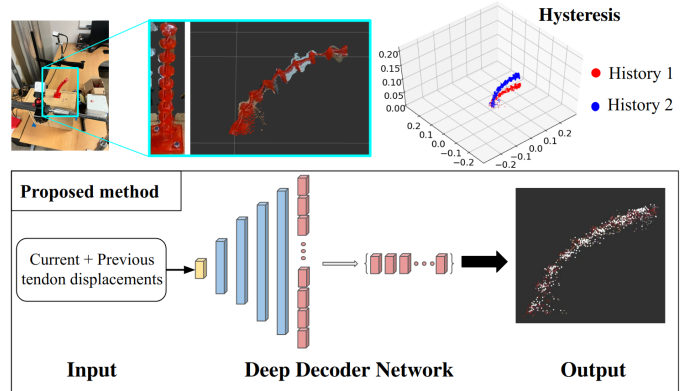 Hysteresis
0.20
0.15
0.10
0.05
0.00
−0.2
−0.1
0.0
0.1
0.2
−0.2
−0.1
0.0
0.1
0.2
History 1
History 2
Proposed method
Current + Previous
tendon displacements
Input
Deep Decoder Network
Output